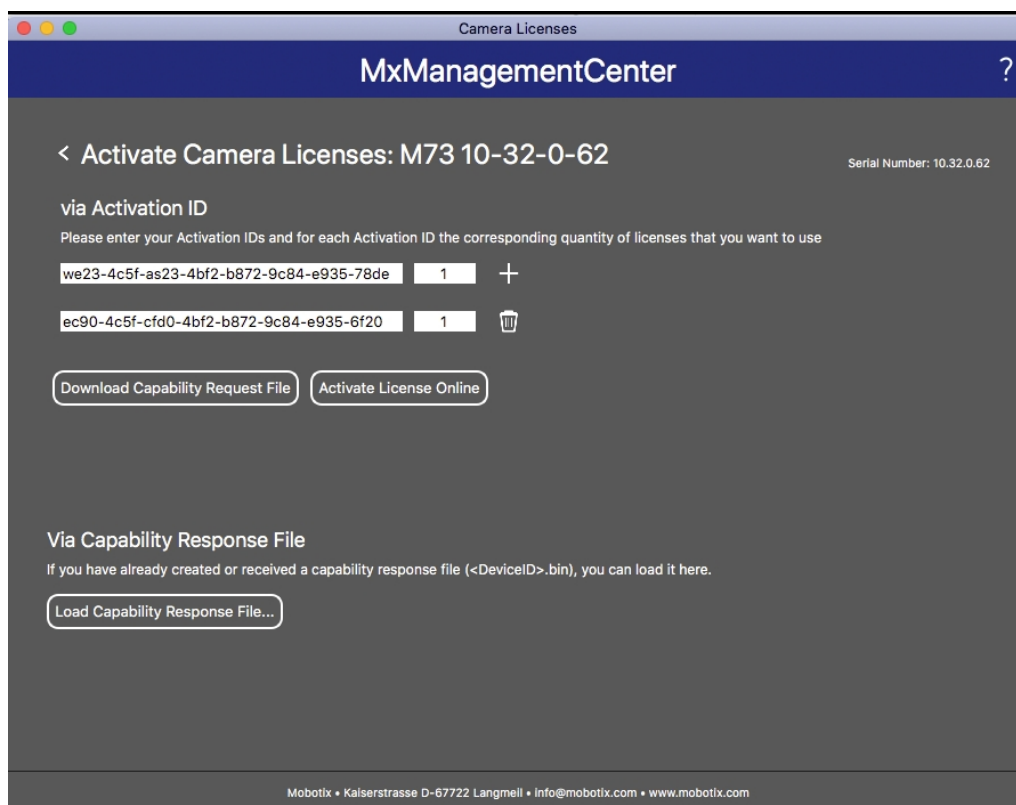 Camera Licenses
MxManagementCenter
?
< Activate Camera Licenses: M73 10-32-0-62
Serial Number: 10.32.0.62
via Activation ID
Please enter your Activation IDs and for each Activation ID the corresponding quantity of licenses that you want to use
we23-4c5f-as23-4bf2-b872-9c84-e935-78de 1 +
ec90-4c5f-cfd0-4bf2-b872-9c84-e935-6f20 1
Download Capability Request File Activate License Online
Via Capability Response File
If you have already created or received a capability response file (<DeviceID>.bin), you can load it here.
Load Capability Response File...
Mobotix • Kaiserstrasse D-67722 Langmeil • info@mobotix.com • www.mobotix.com